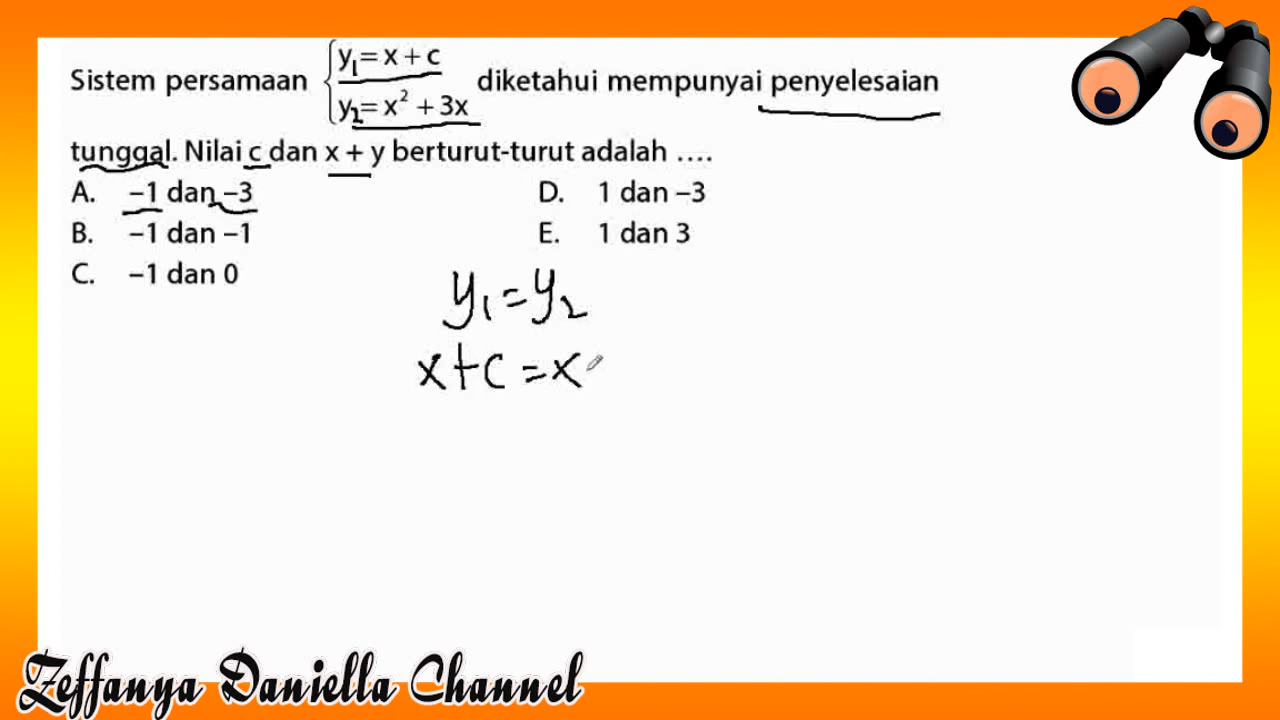 Sistem persamaan { y₁= x + c
y₂= x² + 3x diketahui mempunyai penyelesaian
tunggal. Nilai c dan x + y berturut-turut adalah ....
A. –1 dan –3 D. 1 dan –3
B. –1 dan –1 E. 1 dan 3
C. –1 dan 0
y₁=y₂
x+c=x
Zeffanya Daniella Channel